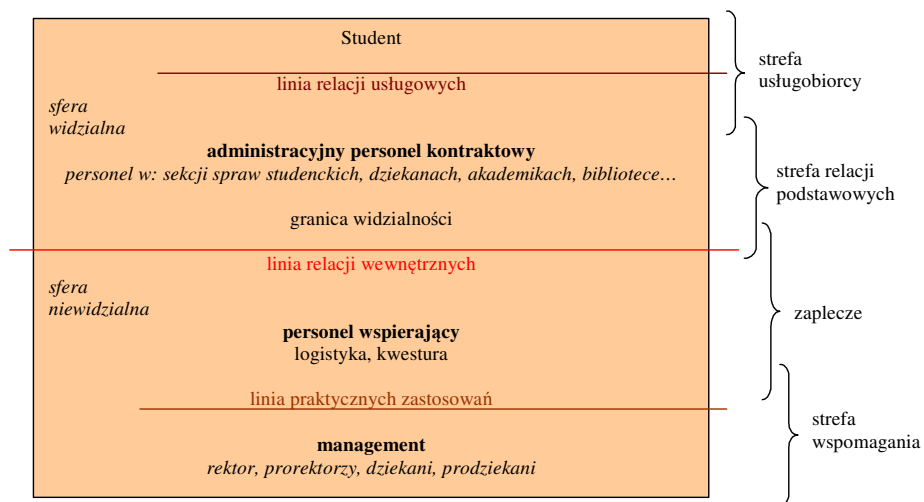 Student
strefa
usługobiorcy
linia relacji usługowych
sfera
widzialna
administracyjny personel kontraktowy
personel w: sekcji spraw studenckich, dziekanach, akademikach, bibliotece…
strefa relacji
podstawowych
granica widzialności
linia relacji wewnętrznych
sfera
niewidzialna
zaplecze
personel wspierający
logistyka, kwestura
linia praktycznych zastosowań
strefa
wspomagania
management
rektor, prorektorzy, dziekani, prodziekani